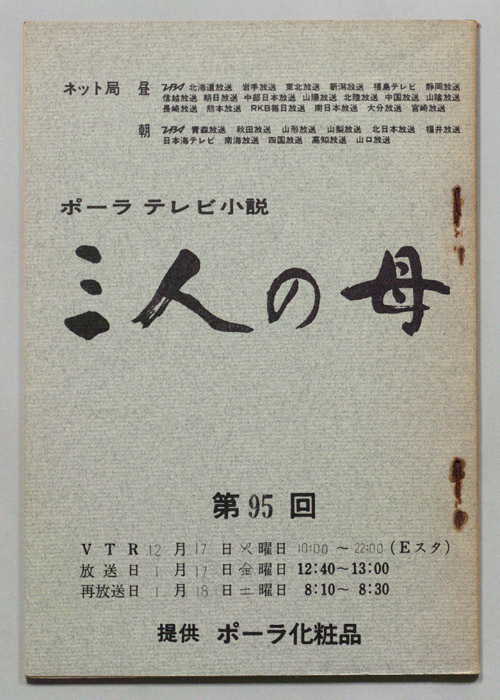 ネット局 昼 TBS 北海道放送 岩手放送 東北放送 新潟放送 福島テレビ 静岡放送
信越放送 朝日放送 中部日本放送 山陽放送 北陸放送 中国放送 山陰放送
長崎放送 熊本放送 RKB毎日放送 南日本放送 大分放送 宮崎放送
朝 TBS 青森放送 秋田放送 山形放送 山梨放送 北日本放送 福井放送
日本海テレビ 南海放送 四国放送 高知放送 山口放送
ポーラ テレビ小説
三人の母
第95回
VTR 12月17日火曜日 10:00～22:00(Eスタ)
放送日 1月17日金曜日 12:40～13:00
再放送日 1月18日土曜日 8:10～8:30
提供 ポーラ化粧品